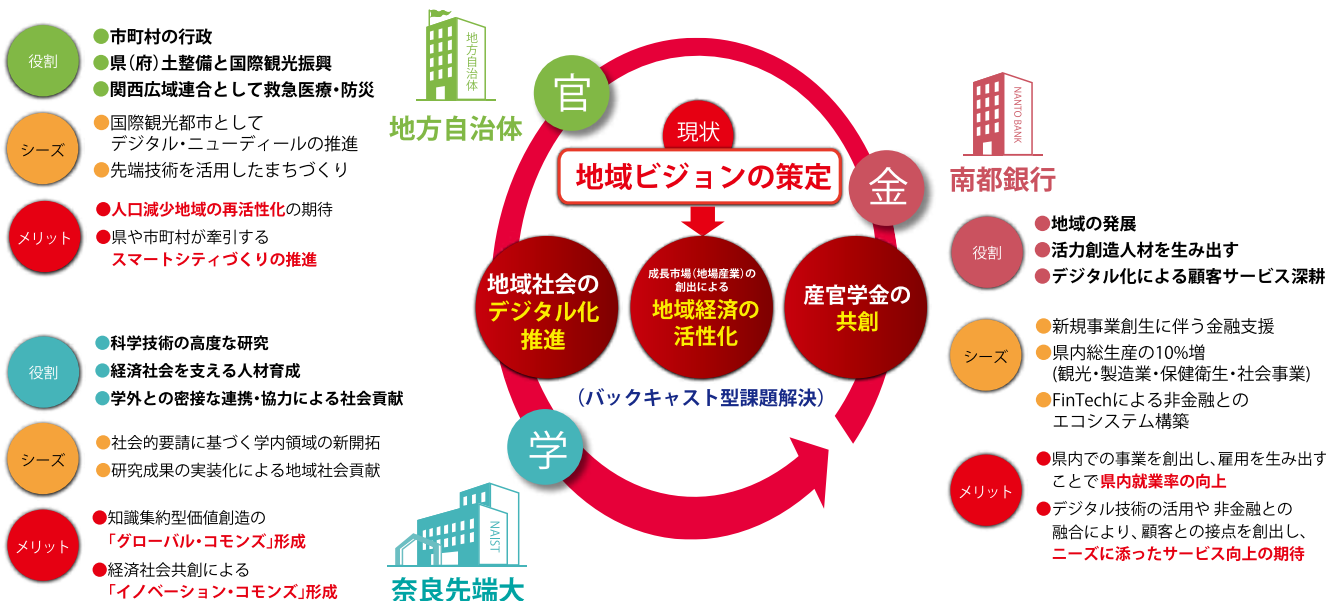 役割
●市町村の行政
●県(府)土整備と国際観光振興
●関西広域連合として救急医療・防災
シーズ
●国際観光都市として
デジタル・ニューディールの推進
●先端技術を活用したまちづくり
メリット
●人口減少地域の再活性化の期待
●県や市町村が牽引する
スマートシティづくりの推進
地方自治体
地方自治体
官
役割
●科学技術の高度な研究
●経済社会を支える人材育成
●学外との密接な連携・協力による社会貢献
シーズ
●社会的要請に基づく学内領域の新開拓
●研究成果の実装化による地域社会貢献
メリット
●知識集約型価値創造の
「グローバル・コモンズ」形成
●経済社会共創による
「イノベーション・コモンズ」形成
学
NAIST
奈良先端大
現状
地域ビジョンの策定
地域社会の
デジタル化
推進
成長市場(地場産業)の
創出による
地域経済の
活性化
産官学金の
共創
(バックキャスト型課題解決)
金
NANTO BANK
南都銀行
役割
●地域の発展
●活力創造人材を生み出す
●デジタル化による顧客サービス深耕
シーズ
●新規事業創生に伴う金融支援
●県内総生産の10%増
(観光・製造業・保健衛生・社会事業)
●FinTechによる非金融との
エコシステム構築
メリット
●県内での事業を創出し、雇用を生み出す
ことで県内就業率の向上
●デジタル技術の活用や 非金融との
融合により、顧客との接点を創出し、
ニーズに添ったサービス向上の期待